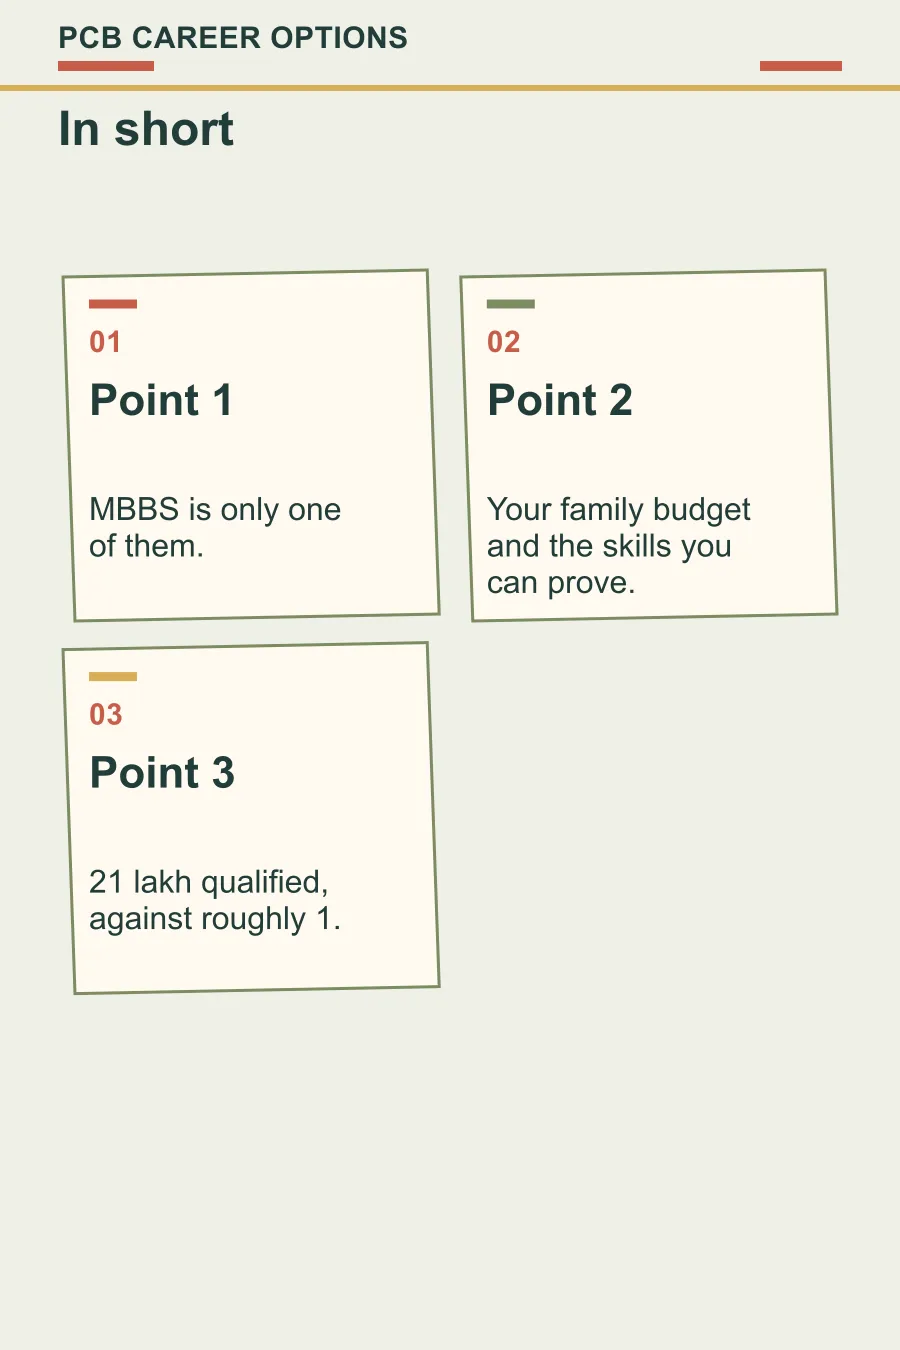 PCB CAREER OPTIONS
In short
01
Point 1
MBBS is only one
of them.
02
Point 2
Your family budget
and the skills you
can prove.
03
Point 3
21 lakh qualified,
against roughly 1.